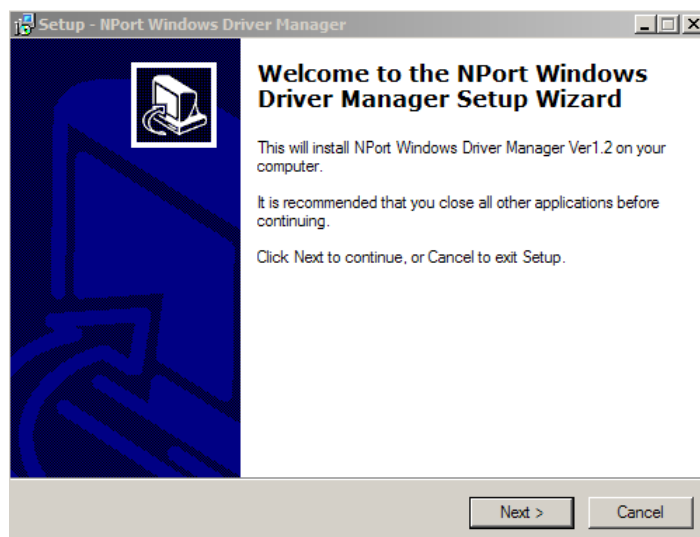 Setup - NPort Windows Driver Manager
Welcome to the NPort Windows
Driver Manager Setup Wizard
This will install NPort Windows Driver Manager Ver1.2 on your
computer.
It is recommended that you close all other applications before
continuing.
Click Next to continue, or Cancel to exit Setup.
Next >
Cancel